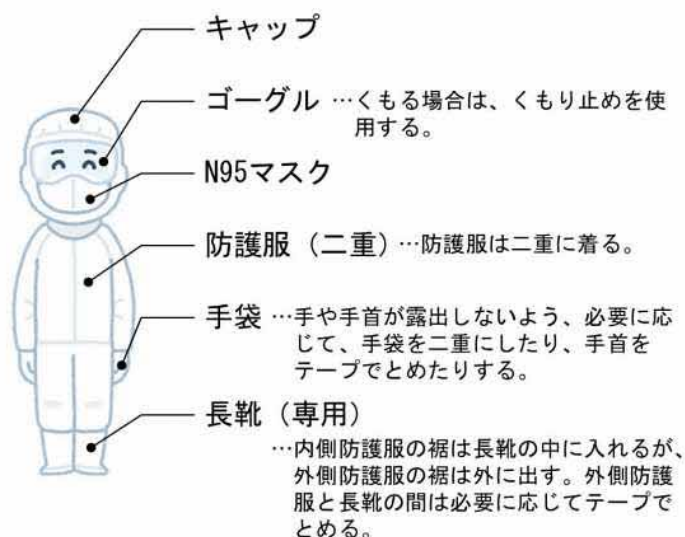 キャップ
ゴーグル …くもる場合は、くもり止めを使
用する。
N95マスク
防護服（二重）…防護服は二重に着る。
手袋 …手や手首が露出しないよう、必要に応
じて、手袋を二重にしたり、手首を
テープでとめたりする。
長靴（専用）
…内側防護服の裾は長靴の中に入れるが、
外側防護服の裾は外に出す。外側防護
服と長靴の間は必要に応じてテープで
とめる。